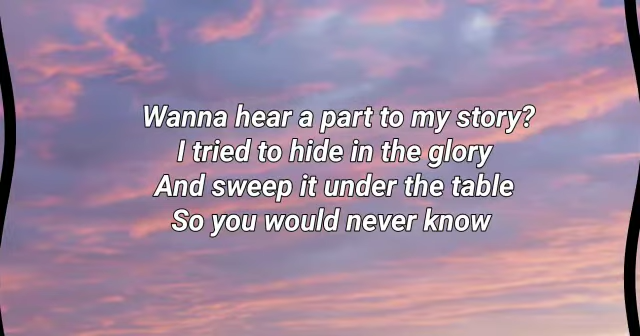 Wanna hear a part to my story?
I tried to hide in the glory
And sweep it under the table
So you would never know